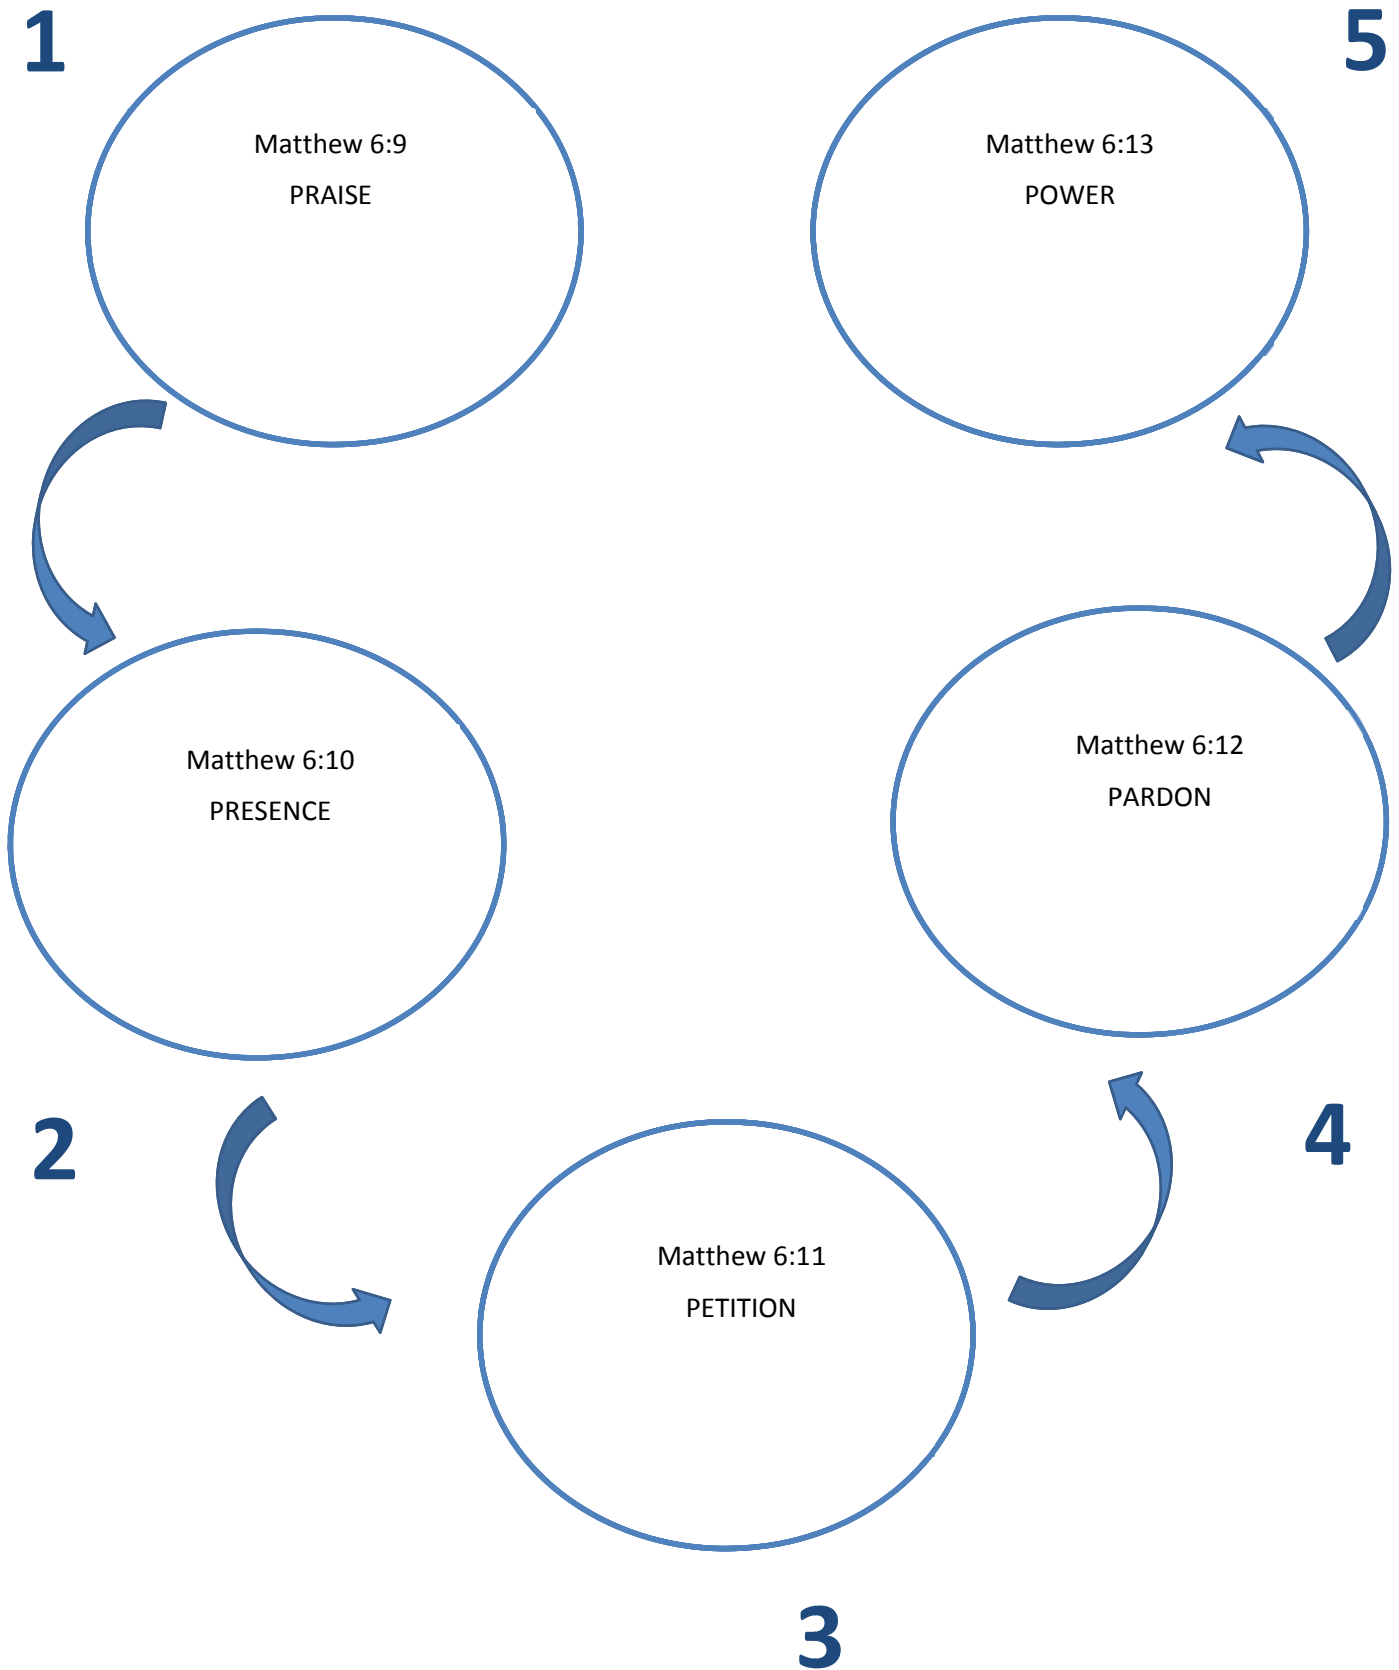 1
Matthew 6:9
PRAISE
2
Matthew 6:10
PRESENCE
3
Matthew 6:11
PETITION
4
Matthew 6:12
PARDON
5
Matthew 6:13
POWER